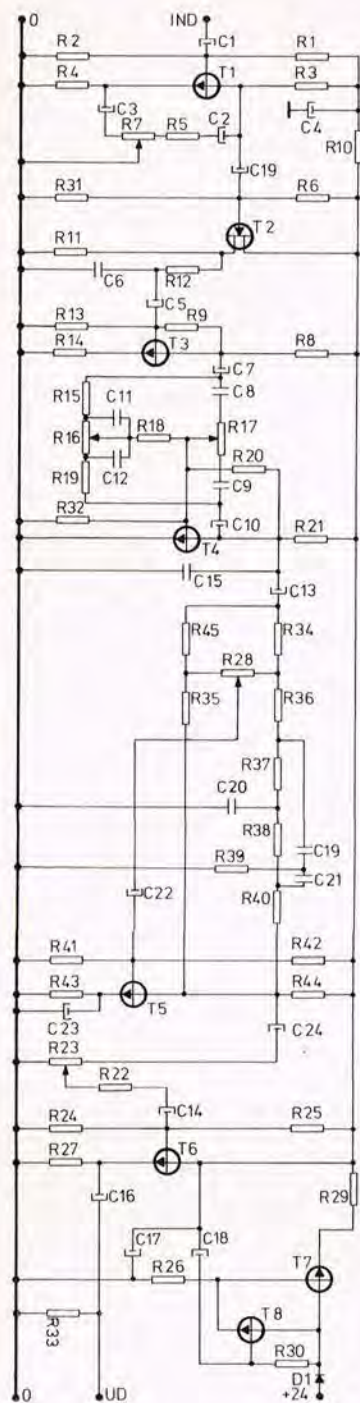 0 IND
C1
R2 R1
R4 T1 R3
C3 C2
R7 R5 C4
R10
C19
R31 R6
R11 T2
C6 R12
C5
R13 R9
R14 T3 R8
C7
R15 C11 C8
R16 R18 R17
C12 R20
R19 C9
R32 C10
T4 R21
C15
C13
R45 R34
R28
R35 R36
R37
C20
R38
R39 C19
C21
C22 R40
R41 R42
R43 R44
T5
C23 C24
R23
R22
C14
R24 R25
R27 T6
C16 R29
C17 C18
R26 T7
T8
R33
R30
D1
0 UD +24